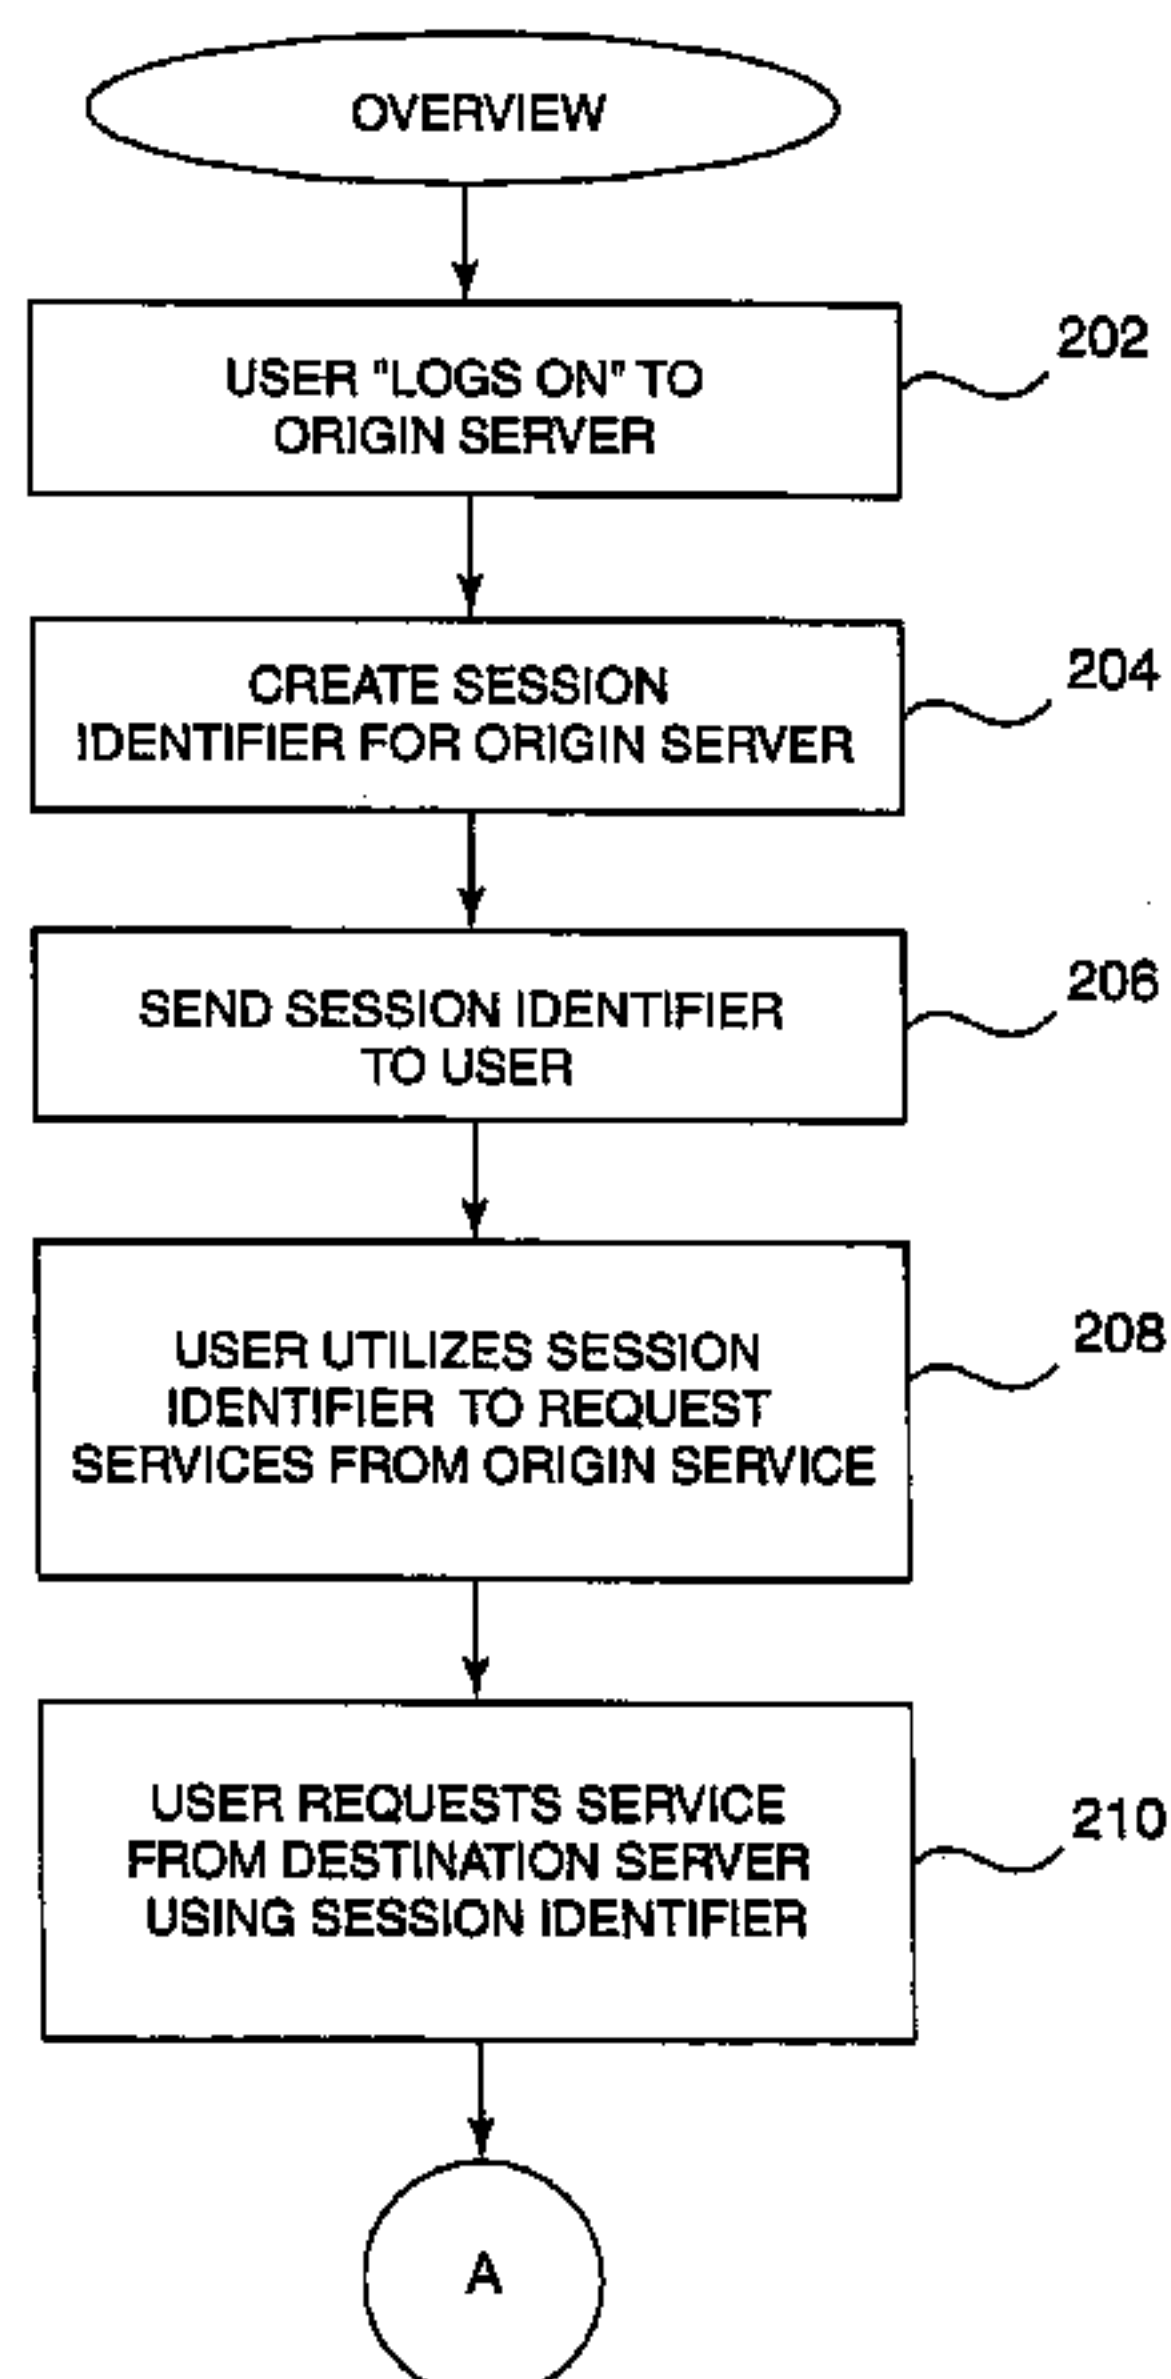 OVERVIEW
USER "LOGS ON" TO
ORIGIN SERVER
202
CREATE SESSION
IDENTIFIER FOR ORIGIN SERVER
204
SEND SESSION IDENTIFIER
TO USER
206
USER UTILIZES SESSION
IDENTIFIER TO REQUEST
SERVICES FROM ORIGIN SERVICE
208
USER REQUESTS SERVICE
FROM DESTINATION SERVER
USING SESSION IDENTIFIER
210
A